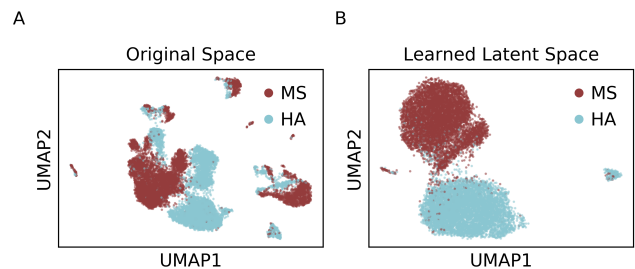 A
Original Space
MS
HA
UMAP2
UMAP1
B
Learned Latent Space
MS
HA
UMAP2
UMAP1